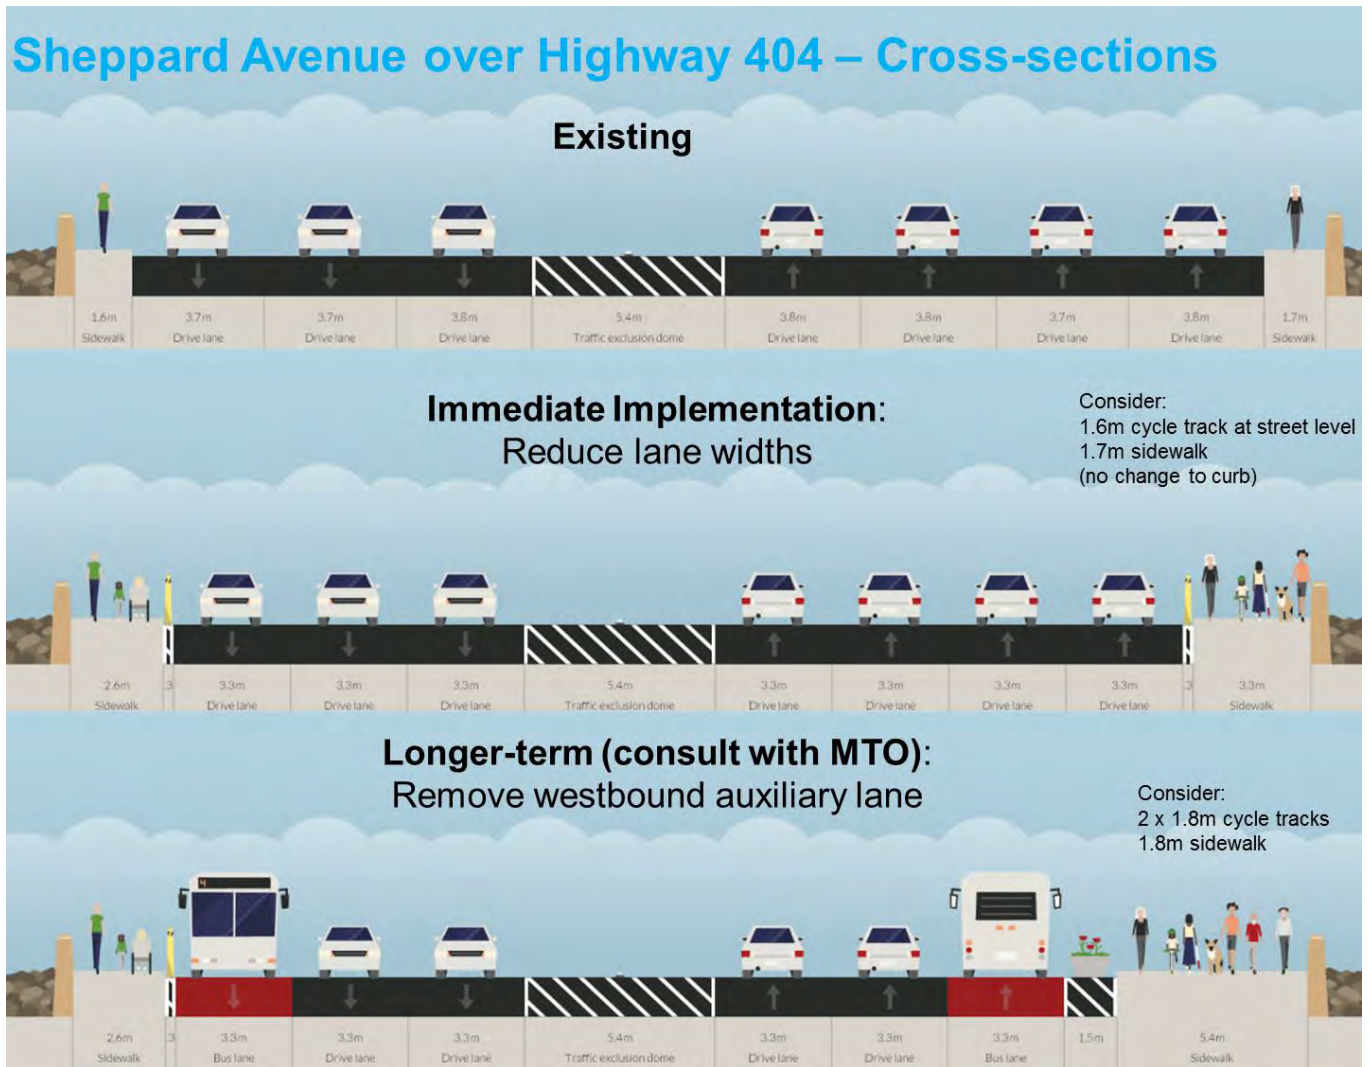 Sheppard Avenue over Highway 404 – Cross-sections
Existing
1.6m 3.7m 3.7m 3.8m 5.4m 3.8m 3.8m 3.7m 3.8m 1.7m
Sidewalk Drive lane Drive lane Drive lane Traffic exclusion dome Drive lane Drive lane Drive lane Drive lane Sidewalk
Immediate Implementation:
Reduce lane widths
Consider:
1.6m cycle track at street level
1.7m sidewalk
(no change to curb)
2.6m .3 3.3m 3.3m 3.3m 5.4m 3.3m 3.3m 3.3m 3.3m .3 3.3m
Sidewalk Drive lane Drive lane Drive lane Traffic exclusion dome Drive lane Drive lane Drive lane Drive lane Sidewalk
Longer-term (consult with MTO):
Remove westbound auxiliary lane
Consider:
2 x 1.8m cycle tracks
1.8m sidewalk
4
2.6m .3 3.3m 3.3m 3.3m 5.4m 3.3m 3.3m 3.3m 1.5m 5.4m
Sidewalk Bus lane Drive lane Drive lane Traffic exclusion dome Drive lane Drive lane Bus lane Sidewalk